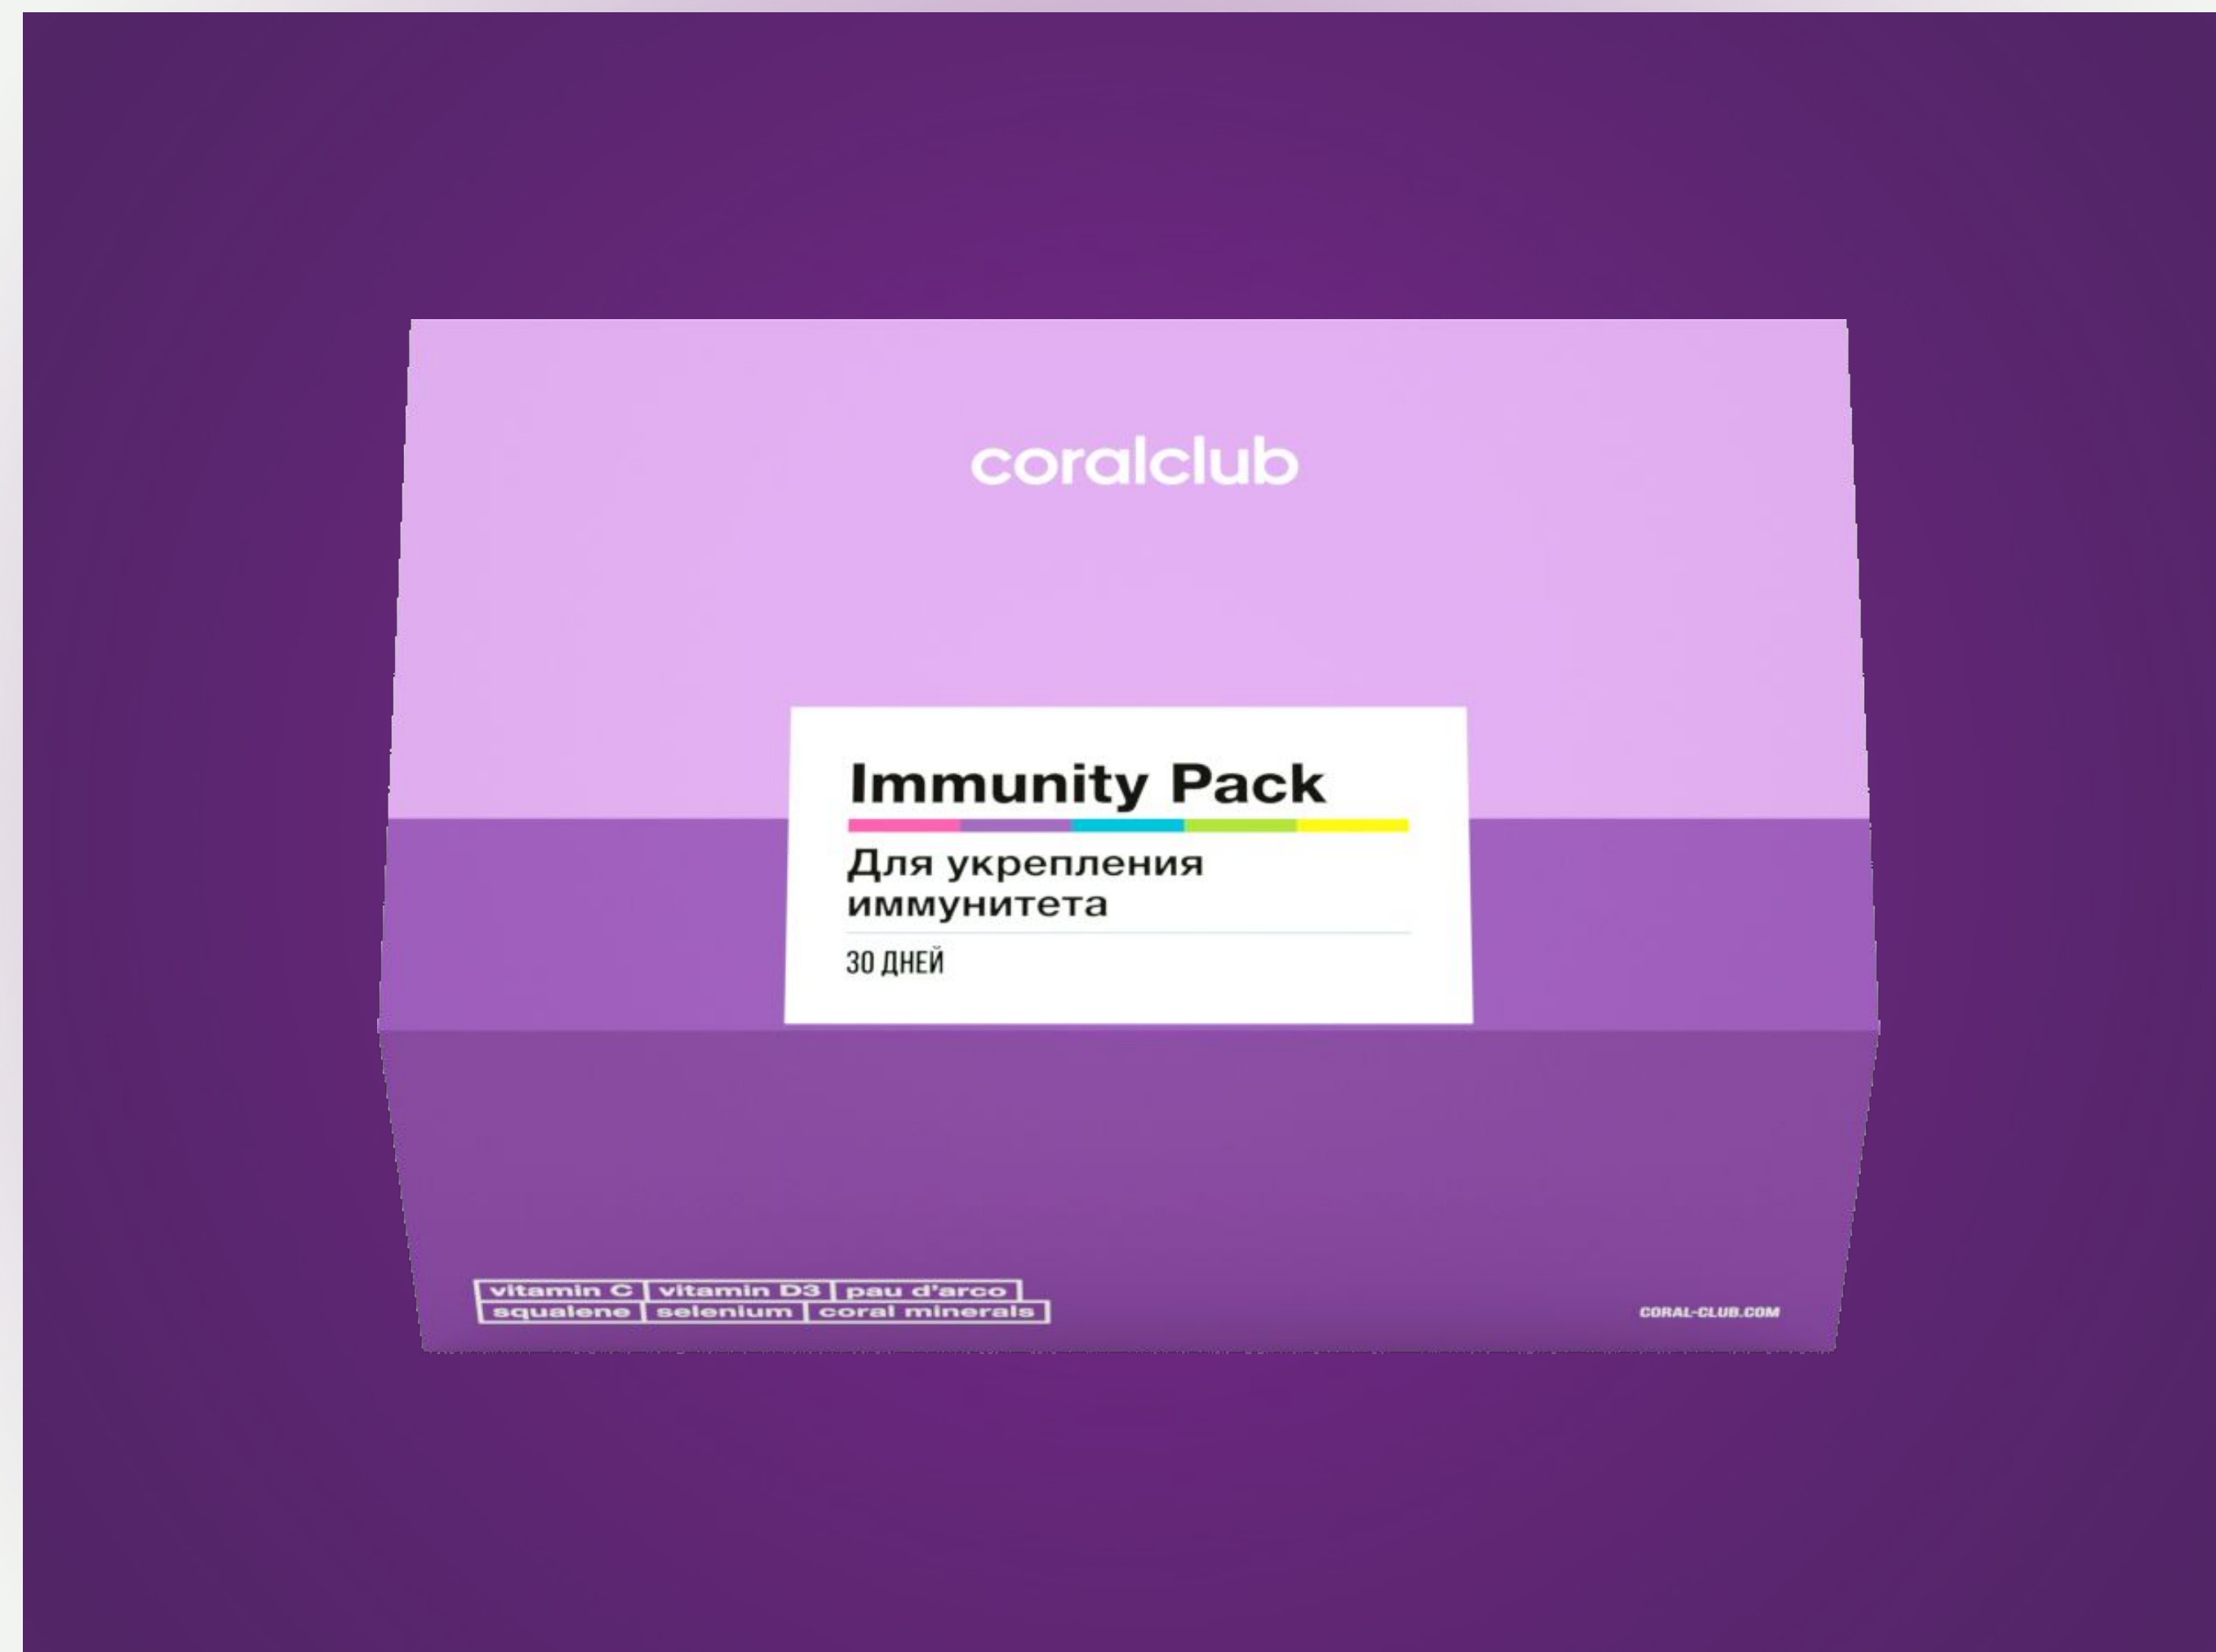 coralclub
Immunity Pack
Для укрепления
иммунитета
30 ДНЕЙ
vitamin C vitamin D3 pau d'arco
squalene selenium coral minerals
CORAL-CLUB.COM